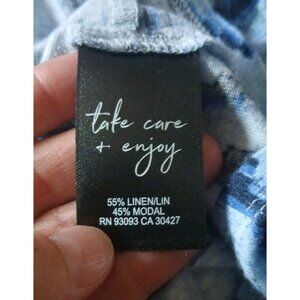 take care
+ enjoy
55% LINEN/LIN
45% MODAL
RN 93093 CA 30427